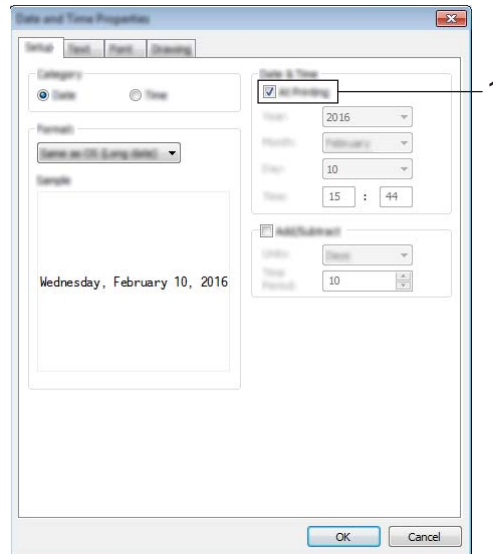 Date and Time Properties
Setup Text Font Drawing
Category
Date Time
Format:
Same as OS (Long date)
Sample
Wednesday, February 10, 2016
Date & Time
At Printing
1
Year: 2016
Month: February
Day: 10
Time: 15 : 44
Add/Subtract
Units: Days
Time
Period: 10
OK Cancel